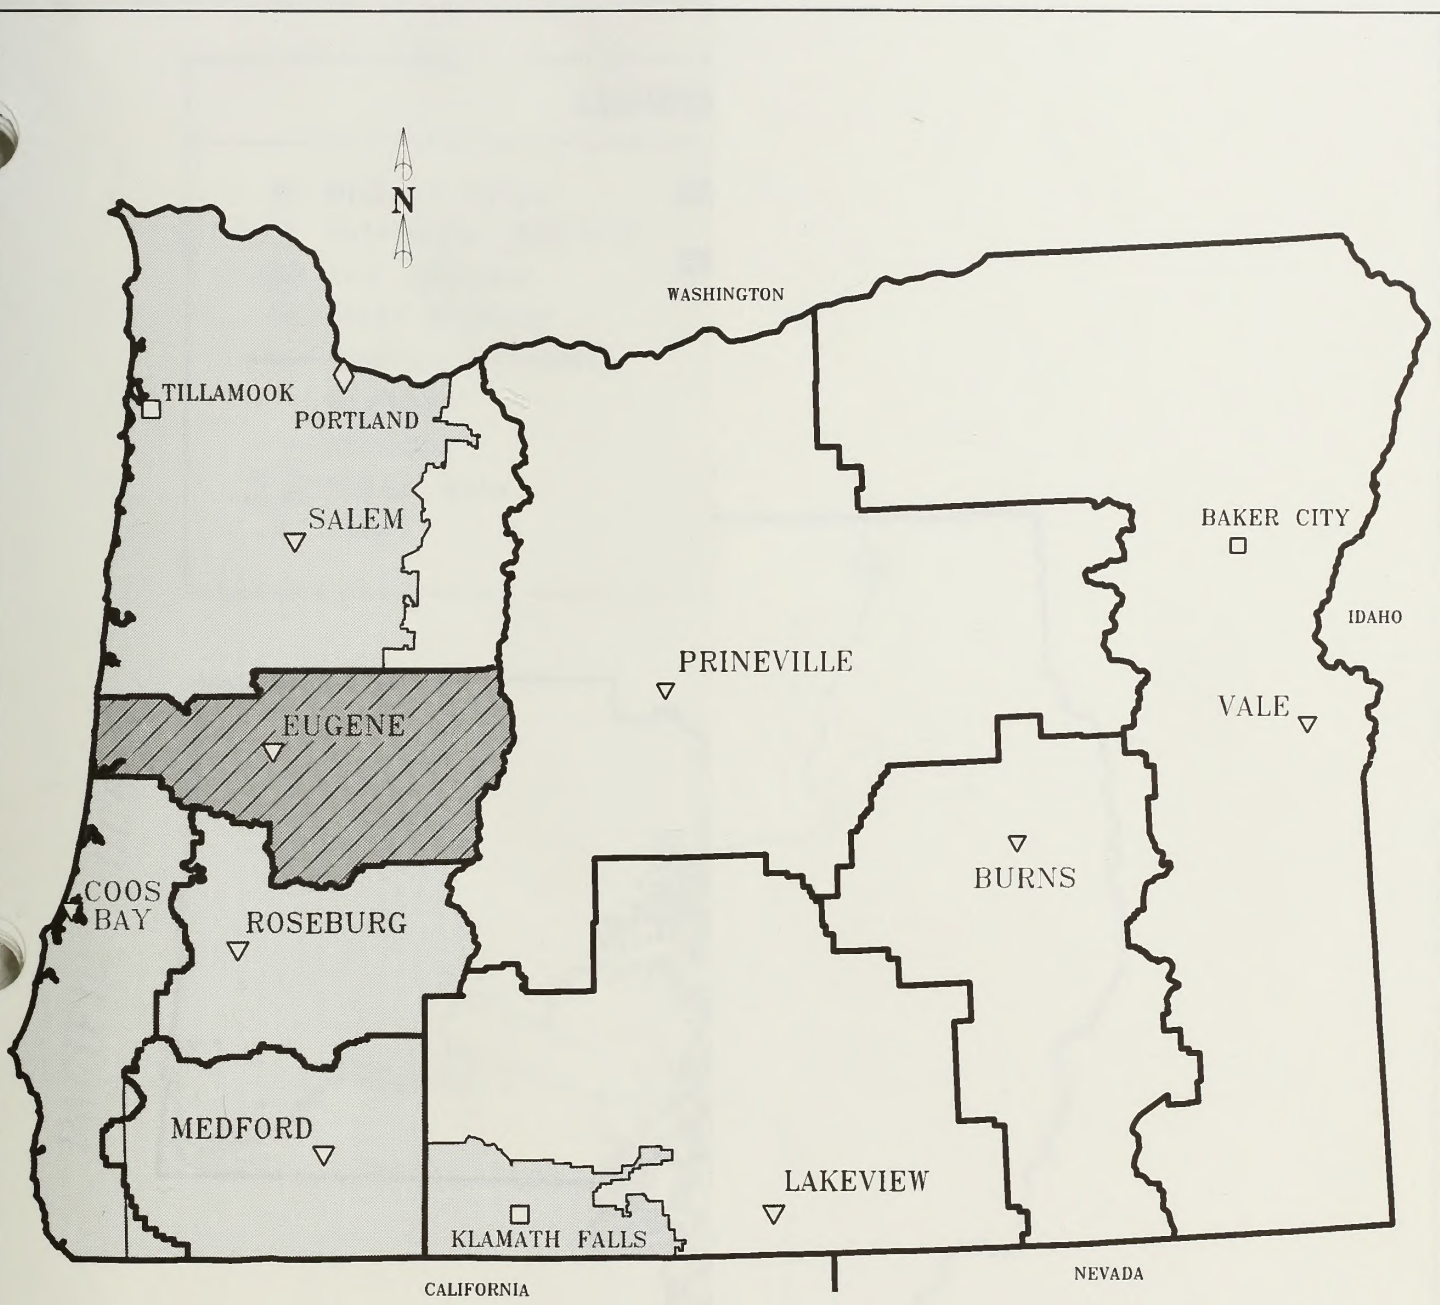 N
WASHINGTON
TILLAMOOK
PORTLAND
SALEM
BAKER CITY
IDAHO
PRINEVILLE
VALE
EUGENE
BURNS
COOS
BAY
ROSEBURG
MEDFORD
LAKEVIEW
KLAMATH FALLS
CALIFORNIA
NEVADA